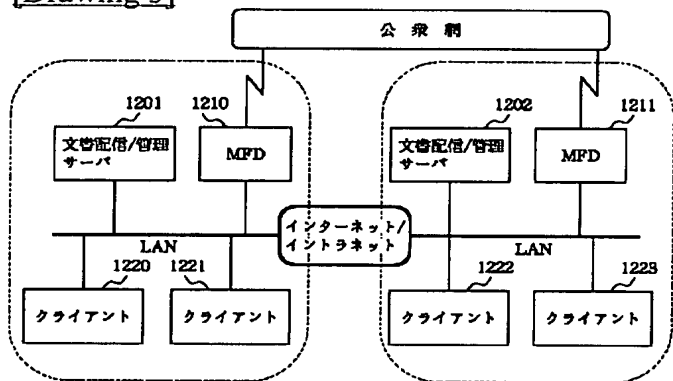 公衆網
1201
1210
1202
1211
文書配信/管理
サーバ
MFD
文書配信/管理
サーバ
MFD
インターネット/
イントラネット
LAN
LAN
1220
1221
1222
1223
クライアント
クライアント
クライアント
クライアント